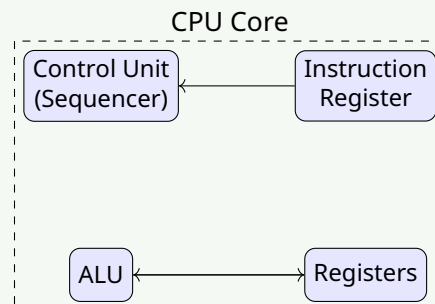 CPU Core
Control Unit
(Sequencer)
Instruction
Register
ALU
Registers